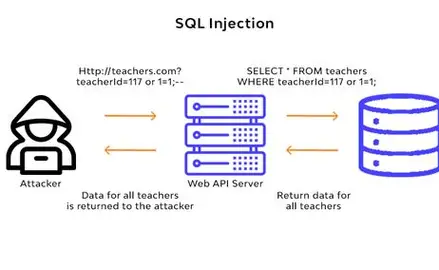 SQL Injection
Http://teachers.com?
teacherId=117 or 1=1;--
SELECT * FROM teachers
WHERE teacherId=117 or 1=1;
Attacker
Web API Server
Data for all teachers
is returned to the attacker
Return data for
all teachers